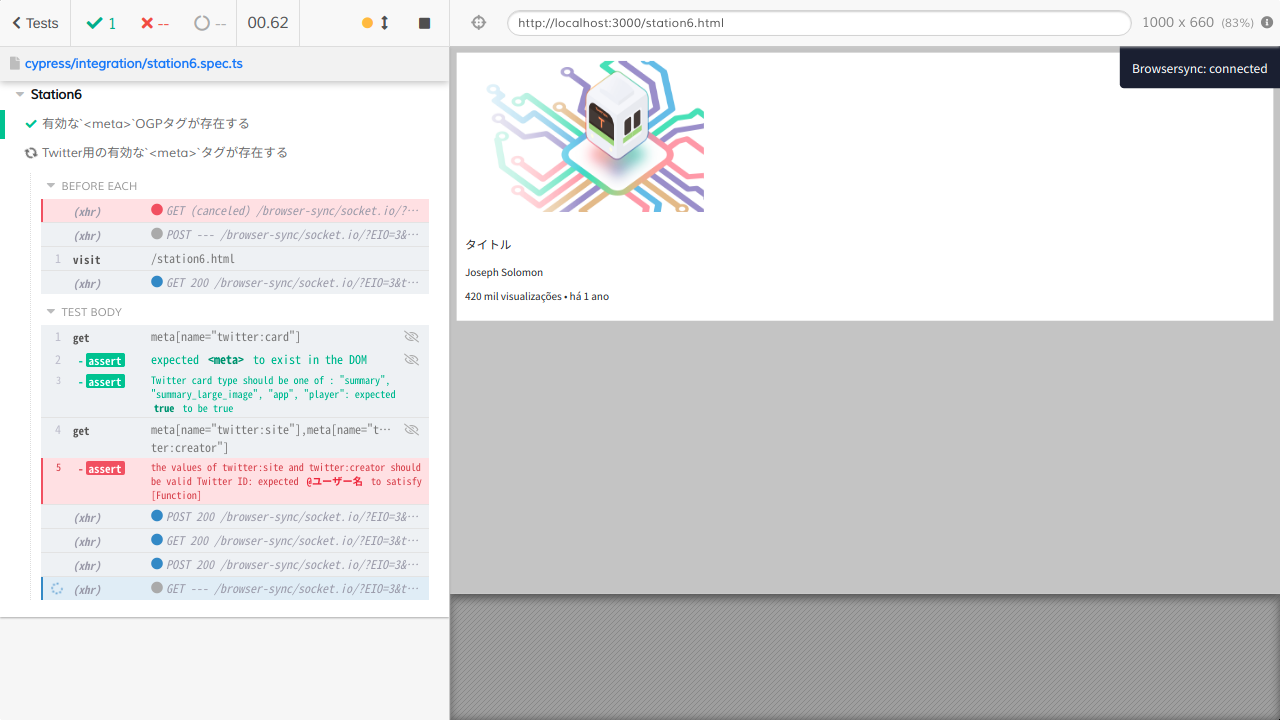 Tests
1
--
--
00.62
http://localhost:3000/station6.html
1000 x 660 (83%)
Browsersync: connected
cypress/integration/station6.spec.ts
Station6
有効な`<meta>`OGPタグが存在する
Twitter用の有効な`<meta>`タグが存在する
BEFORE EACH
(xhr) GET (canceled) /browser-sync/socket.io/?···
(xhr) POST --- /browser-sync/socket.io/?EIO=3&···
1 visit /station6.html
(xhr) GET 200 /browser-sync/socket.io/?EIO=3&t···
TEST BODY
1 get meta[name="twitter:card"]
2 - assert expected <meta> to exist in the DOM
3 - assert Twitter card type should be one of : "summary",
"summary_large_image", "app", "player": expected
true to be true
4 get meta[name="twitter:site"],meta[name="t···
ter:creator"]
5 - assert the values of twitter:site and twitter:creator should
be valid Twitter ID: expected @ユーザー名 to satisfy
[Function]
(xhr) POST 200 /browser-sync/socket.io/?EIO=3&···
(xhr) GET 200 /browser-sync/socket.io/?EIO=3&t···
(xhr) POST 200 /browser-sync/socket.io/?EIO=3&···
(xhr) GET --- /browser-sync/socket.io/?EIO=3&t···
タイトル
Joseph Solomon
420 mil visualizações • há 1 ano